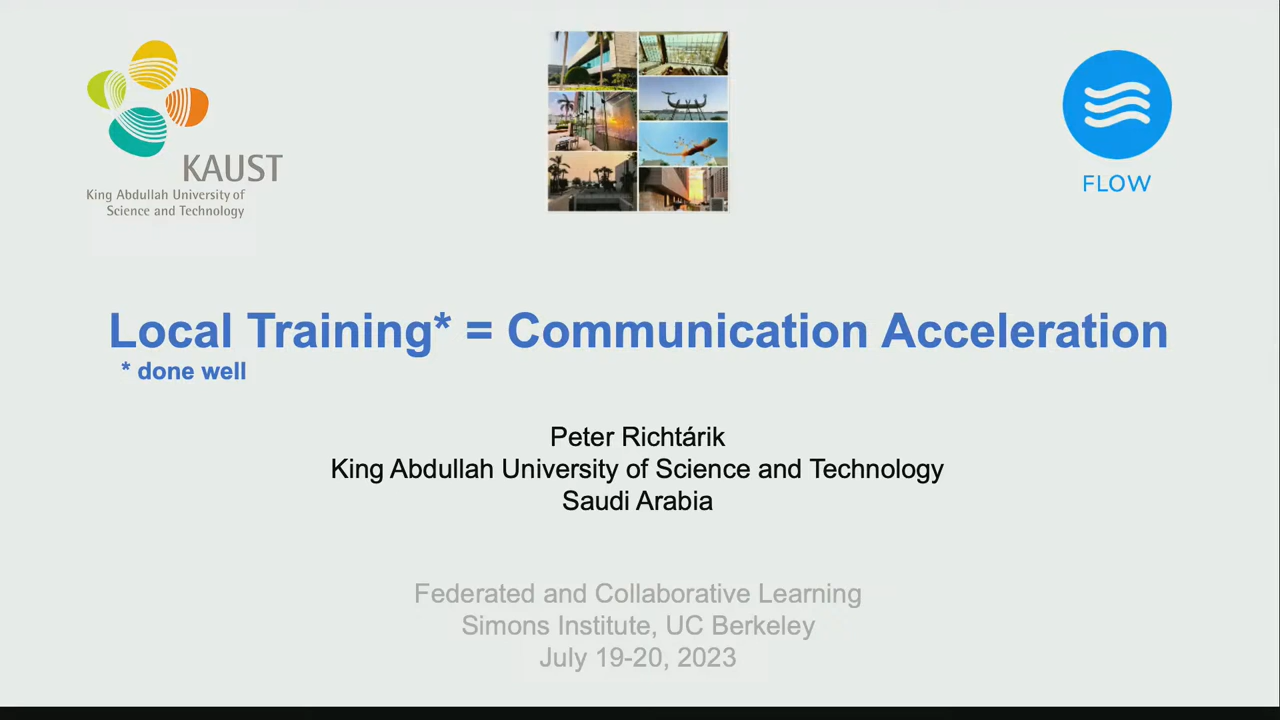 KAUST
King Abdullah University of
Science and Technology
FLOW
Local Training* = Communication Acceleration
* done well
Peter Richtárik
King Abdullah University of Science and Technology
Saudi Arabia
Federated and Collaborative Learning
Simons Institute, UC Berkeley
July 19-20, 2023